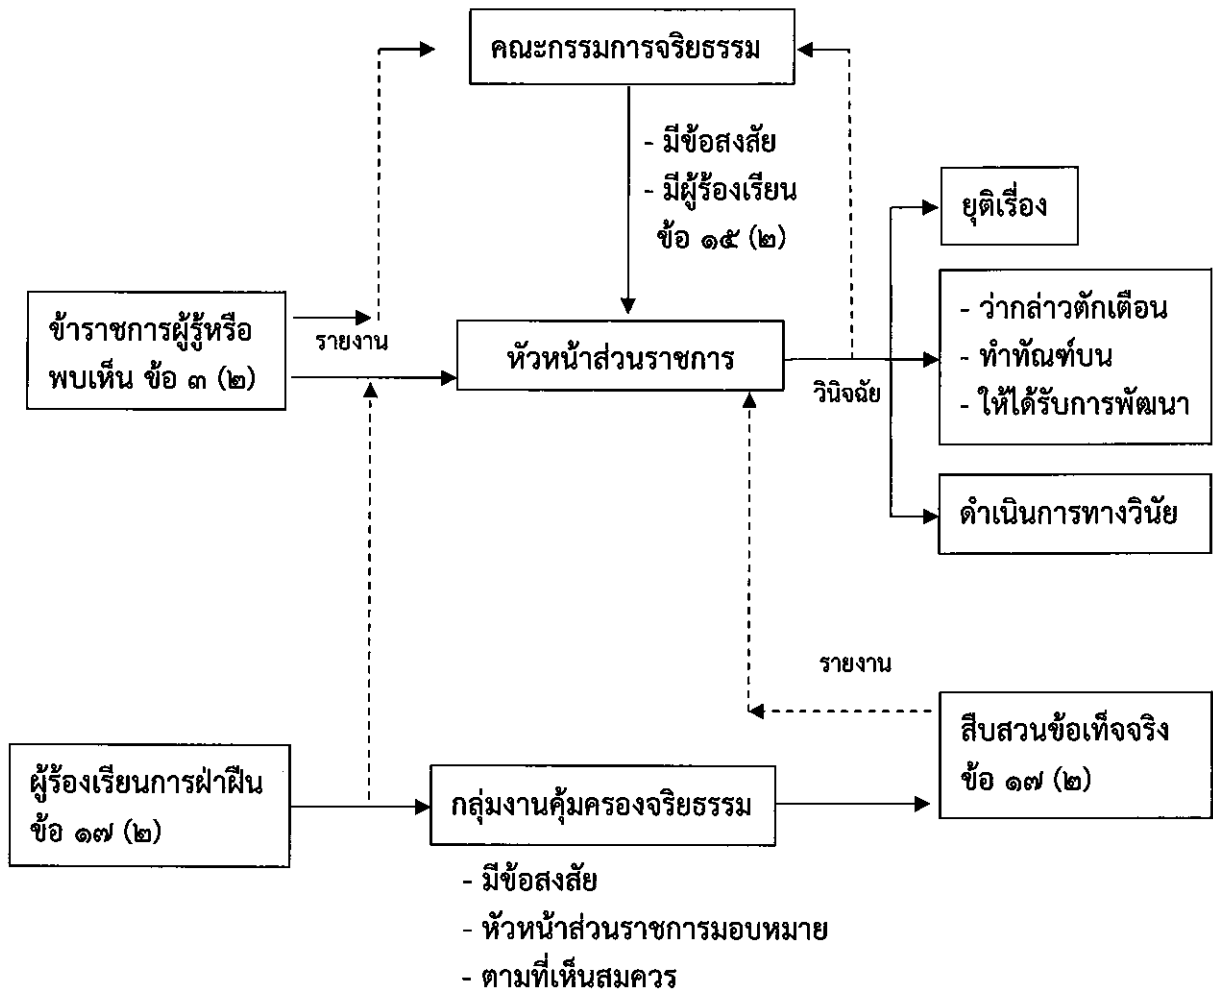 คณะกรรมการจริยธรรม
- มีข้อสงสัย
- มีผู้ร้องเรียน
ข้อ ๑๕ (๒)
ยุติเรื่อง
ข้าราชการผู้รู้หรือ
พบเห็น ข้อ ๓ (๒)
รายงาน
หัวหน้าส่วนราชการ
วินิจฉัย
- ว่ากล่าวตักเตือน
- ทำทัณฑ์บน
- ให้ได้รับการพัฒนา
ดำเนินการทางวินัย
รายงาน
สืบสวนข้อเท็จจริง
ข้อ ๑๗ (๒)
ผู้ร้องเรียนการฝ่าฝืน
ข้อ ๑๗ (๒)
กลุ่มงานคุ้มครองจริยธรรม
- มีข้อสงสัย
- หัวหน้าส่วนราชการมอบหมาย
- ตามที่เห็นสมควร